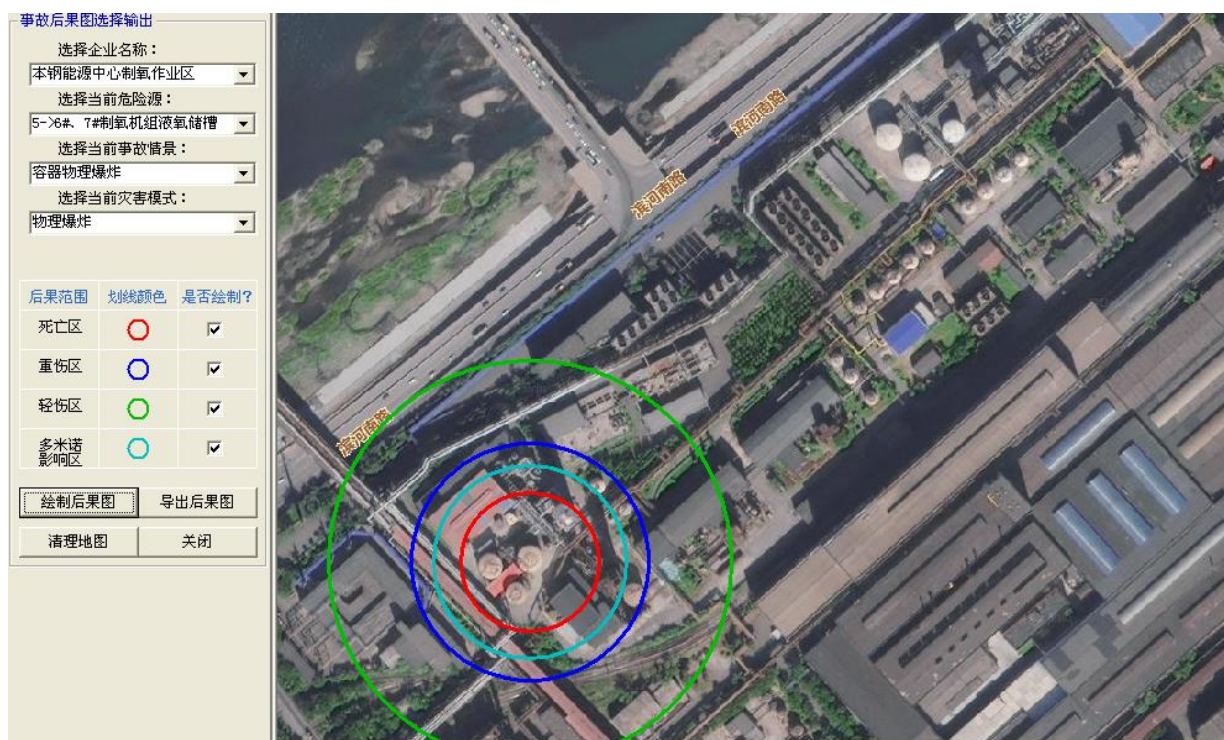 事故后果图选择输出
选择企业名称：
本钢能源中心制氧作业区
选择当前危险源：
5->6#、7#制氧机组液氧储槽
选择当前事故情景：
容器物理爆炸
选择当前灾害模式：
物理爆炸
后果范围 划线颜色 是否绘制?
死亡区
重伤区
轻伤区
多米诺
影响区
绘制后果图 导出后果图
清理地图 关闭
滨河南路
滨河南路
滨河南路